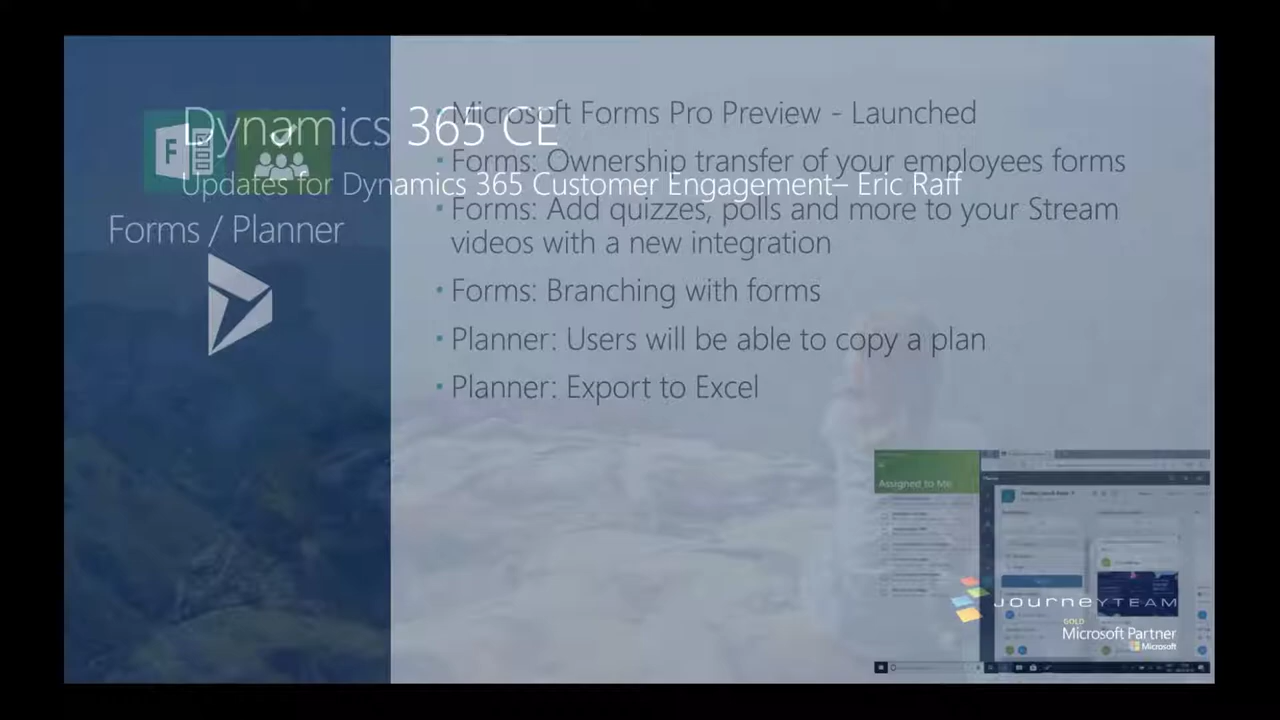 Dynamics 365 CE
Updates for Dynamics 365 Customer Engagement– Eric Raff
Forms / Planner
Microsoft Forms Pro Preview - Launched
Forms: Ownership transfer of your employees forms
Forms: Add quizzes, polls and more to your Stream
videos with a new integration
Forms: Branching with forms
Planner: Users will be able to copy a plan
Planner: Export to Excel
Assigned to Me
JOURNEYTEAM
GOLD
Microsoft Partner
Microsoft